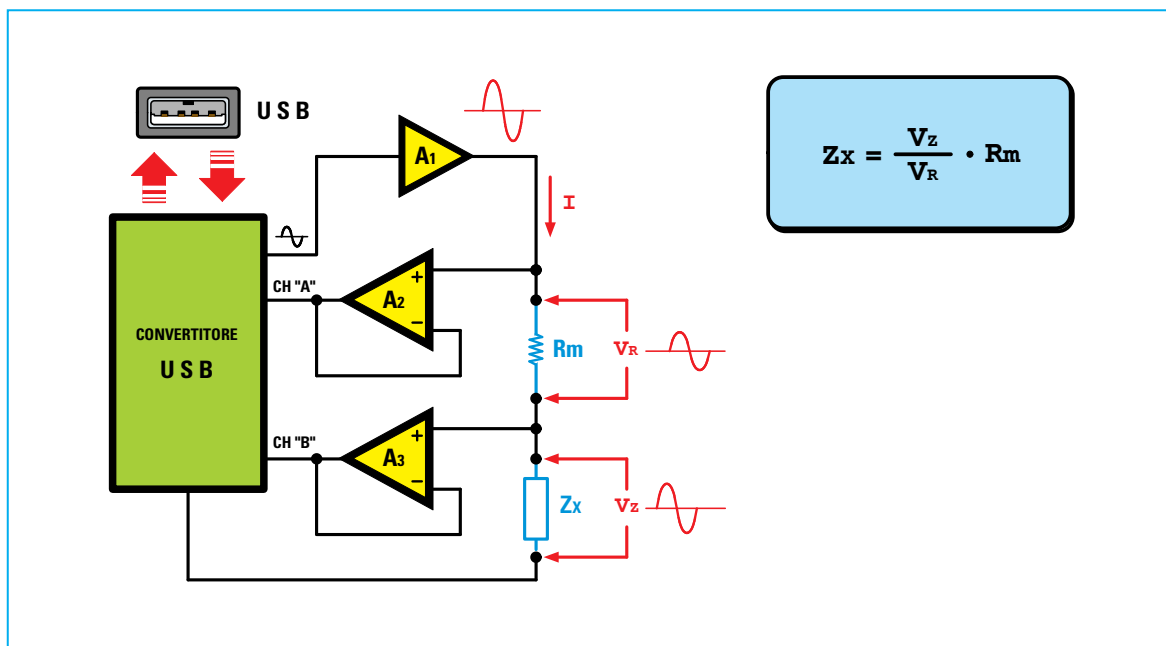 USB
A1
I
CH "A"
+
A2
−
CONVERTITORE
USB
Rm
VR
CH "B"
+
A3
−
Zx
Vz
Zx = Vz / VR • Rm